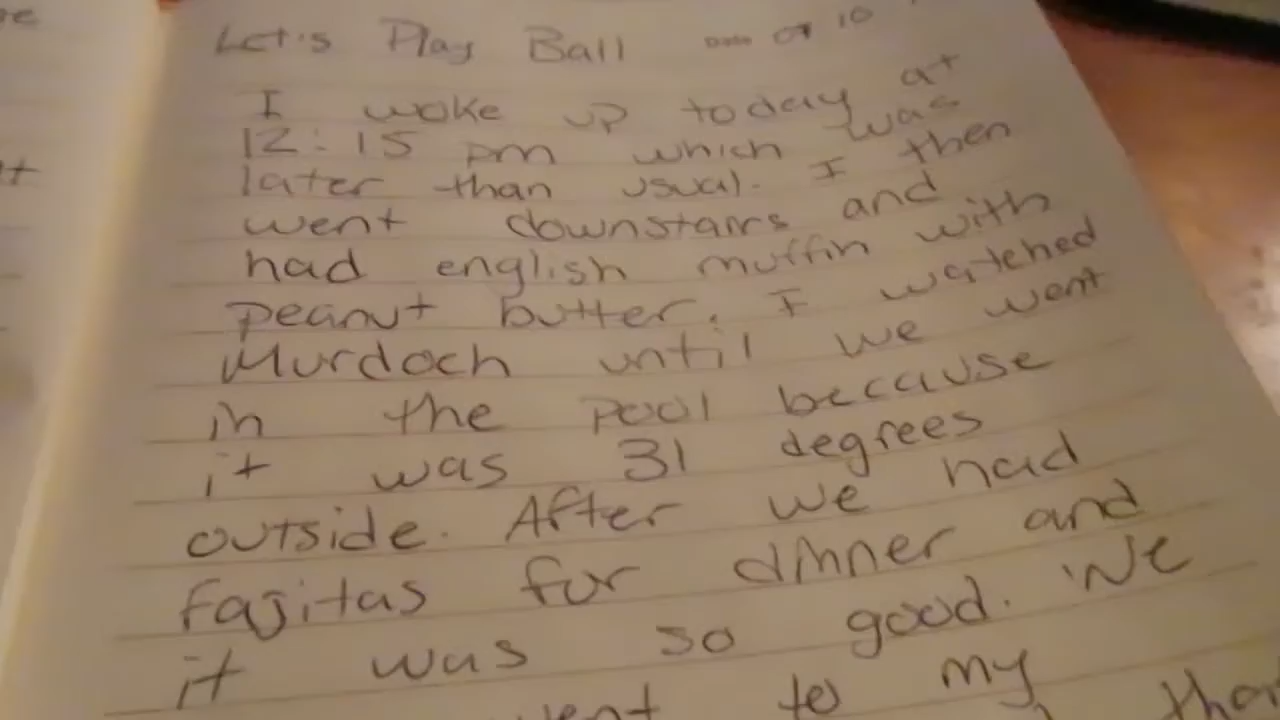 Let's Play Ball
I woke up today at
12:15 pm which was
later than usual. I then
went downstairs and
had english muffin with
peanut butter. I watched
Murdoch until we went
in the pool because
it was 31 degrees
outside. After we had
fajitas for dinner and
it was so good. We
to my